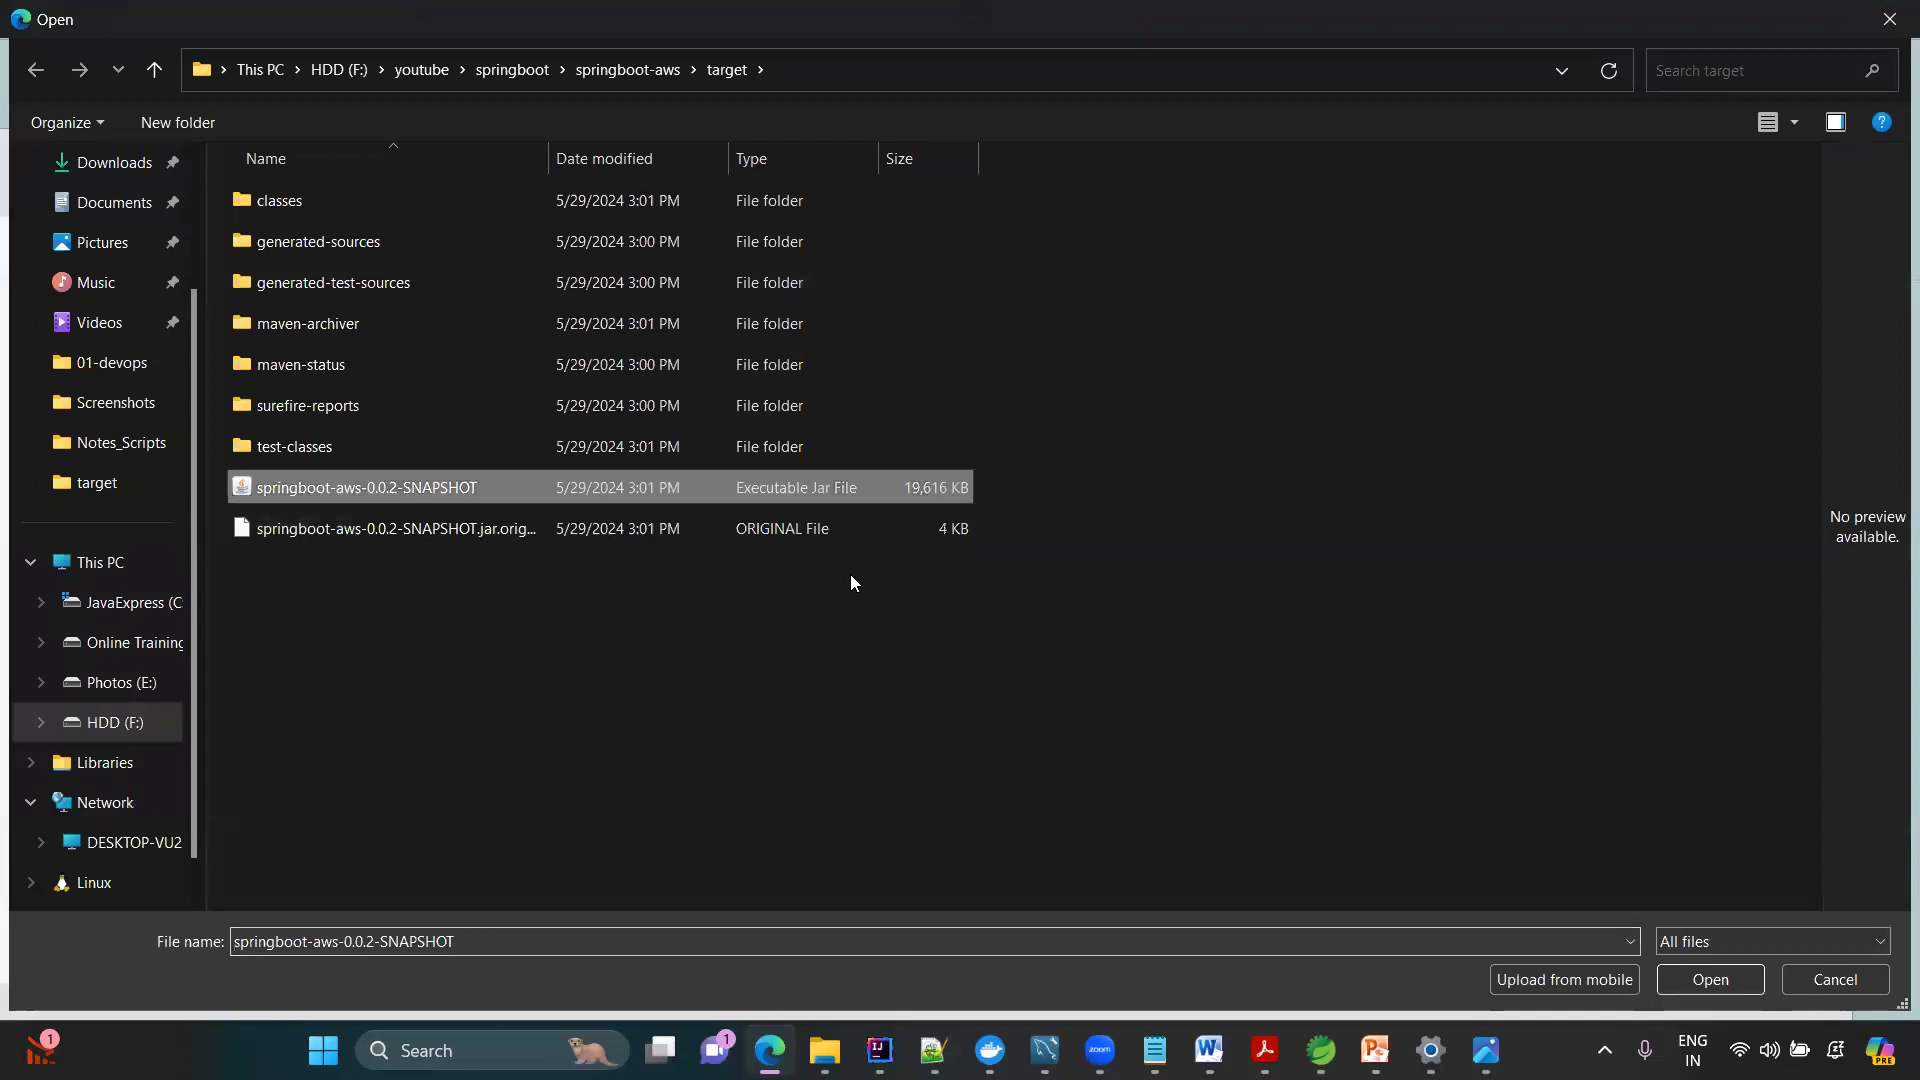 Open
This PC > HDD (F:) > youtube > springboot > springboot-aws > target >
Search target
Organize
New folder
Name
Date modified
Type
Size
Downloads
Documents
Pictures
Music
Videos
01-devops
Screenshots
Notes_Scripts
target
This PC
JavaExpress (C
Online Training
Photos (E:)
HDD (F:)
Libraries
Network
DESKTOP-VU2
Linux
classes 5/29/2024 3:01 PM File folder
generated-sources 5/29/2024 3:00 PM File folder
generated-test-sources 5/29/2024 3:00 PM File folder
maven-archiver 5/29/2024 3:01 PM File folder
maven-status 5/29/2024 3:00 PM File folder
surefire-reports 5/29/2024 3:00 PM File folder
test-classes 5/29/2024 3:01 PM File folder
springboot-aws-0.0.2-SNAPSHOT 5/29/2024 3:01 PM Executable Jar File 19,616 KB
springboot-aws-0.0.2-SNAPSHOT.jar.orig... 5/29/2024 3:01 PM ORIGINAL File 4 KB
No preview
available.
File name: springboot-aws-0.0.2-SNAPSHOT
All files
Upload from mobile
Open
Cancel
1
Search
1
zoom
ENG
IN
PRE